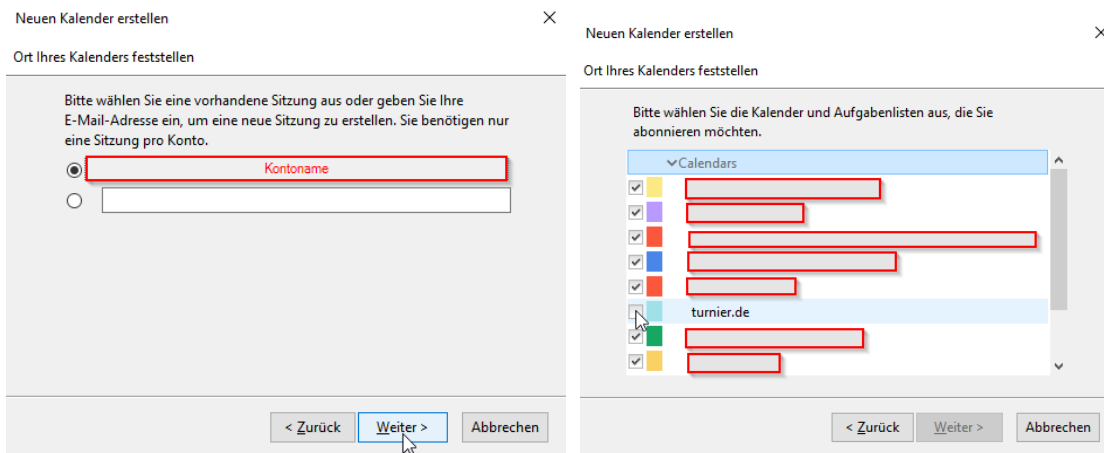 Neuen Kalender erstellen
Ort Ihres Kalenders feststellen
Bitte wählen Sie eine vorhandene Sitzung aus oder geben Sie Ihre
E-Mail-Adresse ein, um eine neue Sitzung zu erstellen. Sie benötigen nur
eine Sitzung pro Konto.
Kontoname
< Zurück
Weiter >
Abbrechen
Neuen Kalender erstellen
Ort Ihres Kalenders feststellen
Bitte wählen Sie die Kalender und Aufgabenlisten aus, die Sie
abonnieren möchten.
Calendars
turnier.de
< Zurück
Weiter >
Abbrechen